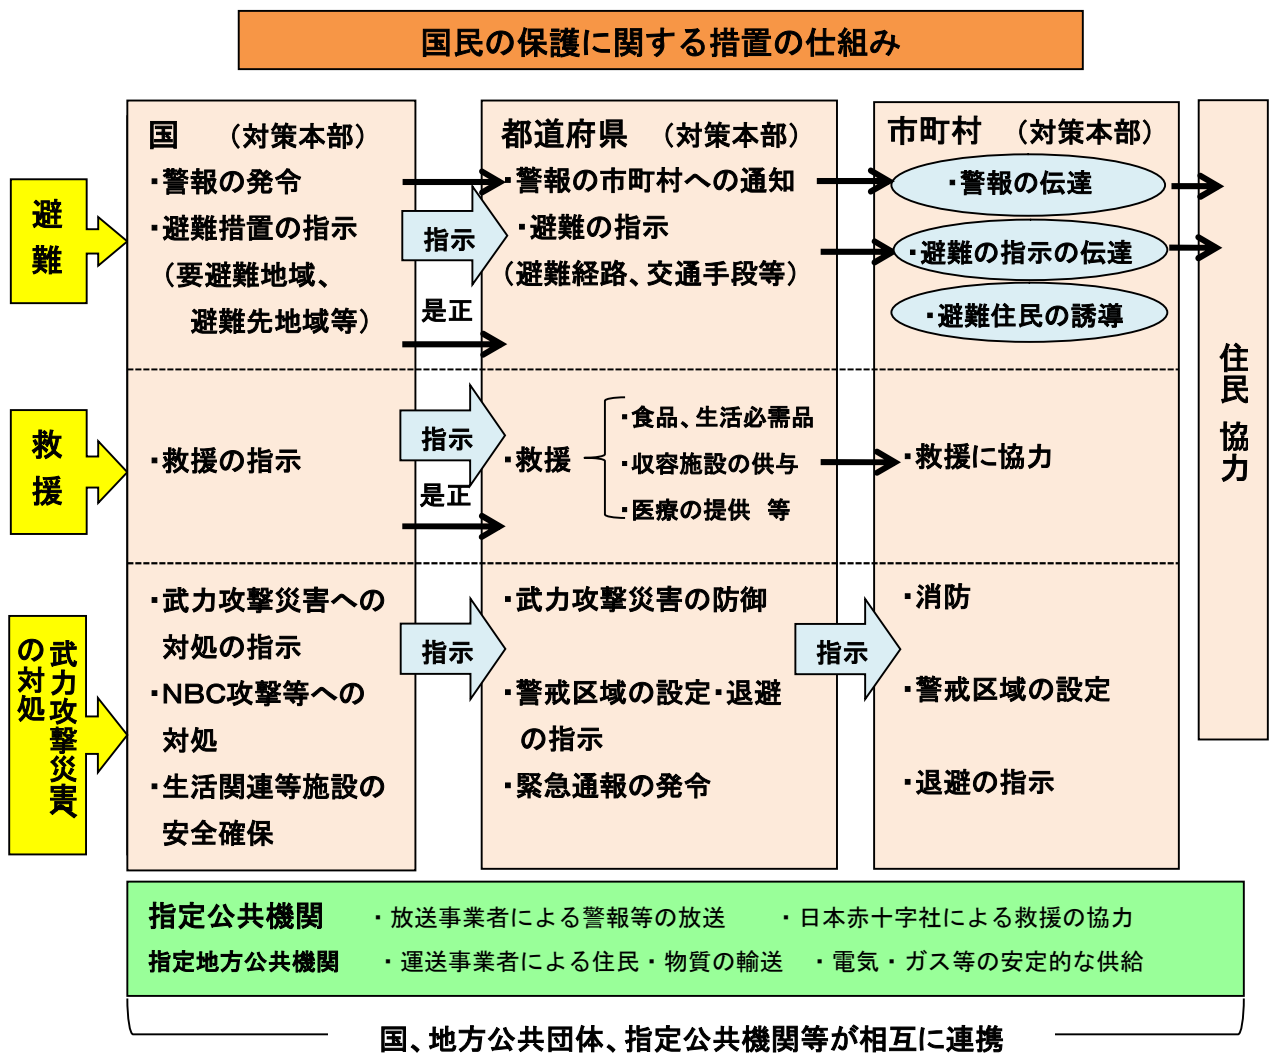 国民の保護に関する措置の仕組み
避難
救援
武力攻撃災害への対処
国　（対策本部）
・警報の発令
・避難措置の指示
（要避難地域、
避難先地域等）
・救援の指示
・武力攻撃災害への
対処の指示
・NBC攻撃等への
対処
・生活関連等施設の
安全確保
指示
是正
指示
是正
指示
都道府県　（対策本部）
・警報の市町村への通知
・避難の指示
（避難経路、交通手段等）
・救援
・食品、生活必需品
・収容施設の供与
・医療の提供　等
・武力攻撃災害の防御
・警戒区域の設定・退避
の指示
・緊急通報の発令
指示
市町村　（対策本部）
・警報の伝達
・避難の指示の伝達
・避難住民の誘導
・救援に協力
・消防
・警戒区域の設定
・退避の指示
住民 協力
指定公共機関　・放送事業者による警報等の放送　・日本赤十字社による救援の協力
指定地方公共機関　・運送事業者による住民・物質の輸送　・電気・ガス等の安定的な供給
国、地方公共団体、指定公共機関等が相互に連携